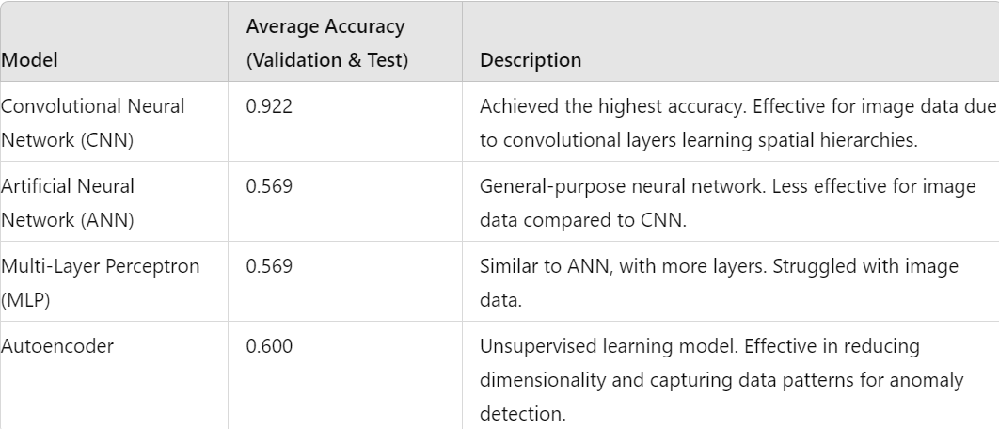 Model
Average Accuracy
(Validation & Test)
Description
Convolutional Neural
Network (CNN)
0.922
Achieved the highest accuracy. Effective for image data due
to convolutional layers learning spatial hierarchies.
Artificial Neural
Network (ANN)
0.569
General-purpose neural network. Less effective for image
data compared to CNN.
Multi-Layer Perceptron
(MLP)
0.569
Similar to ANN, with more layers. Struggled with image
data.
Autoencoder
0.600
Unsupervised learning model. Effective in reducing
dimensionality and capturing data patterns for anomaly
detection.